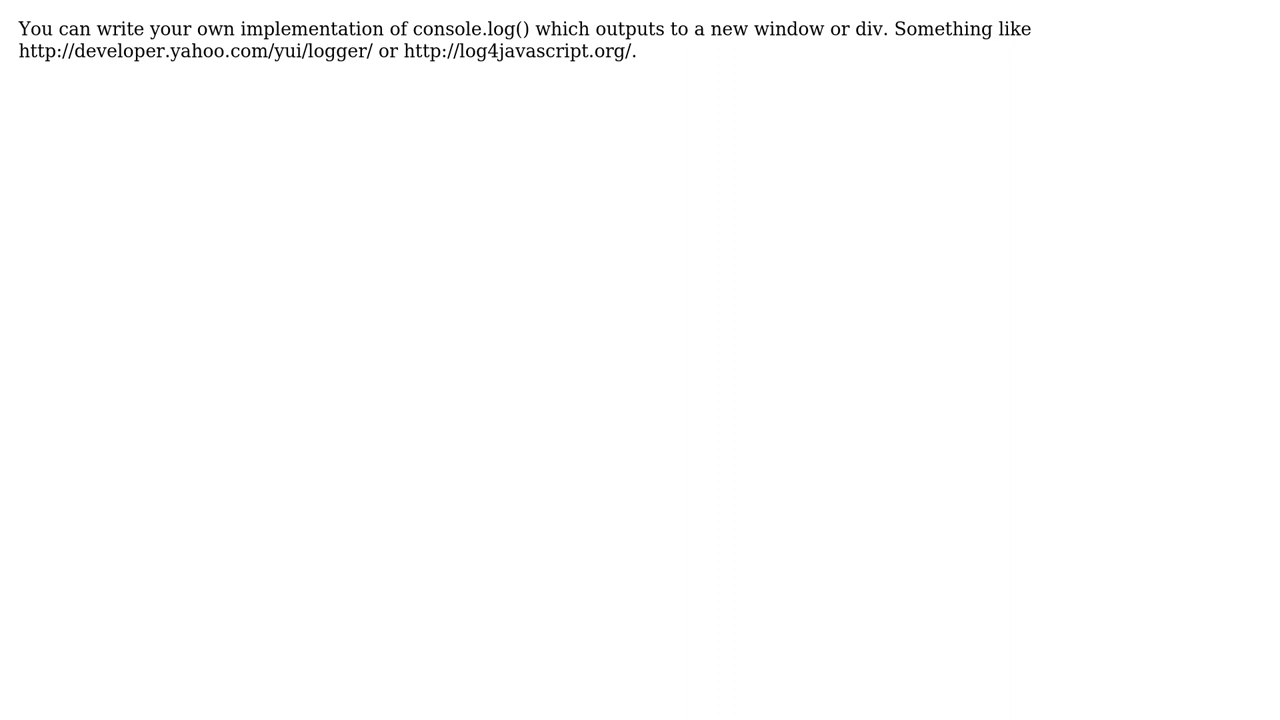 You can write your own implementation of console.log() which outputs to a new window or div. Something like
http://developer.yahoo.com/yui/logger/ or http://log4javascript.org/.